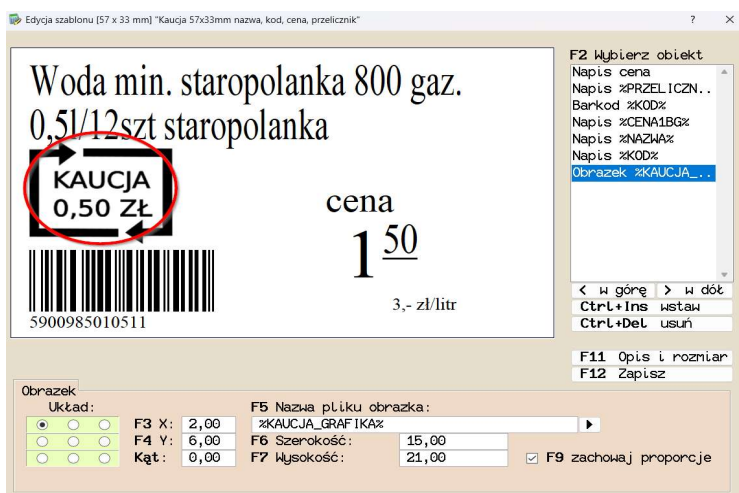 Edycja szablonu [57 x 33 mm] "Kaucja 57x33mm nazwa, kod, cena, przelicznik"
Woda min. staropolanka 800 gaz.
0,5l/12szt staropolanka
KAUCJA
0,50 ZŁ
cena
1 50
3,- zł/litr
5900985010511
F2 Wybierz obiekt
Napis cena
Napis %PRZELICZN..
Barkod %KOD%
Napis %CENA1BG%
Napis %NAZWA%
Napis %KOD%
Obrazek %KAUCJA_..
< w górę > w dół
Ctrl+Ins wstaw
Ctrl+Del usuń
F11 Opis i rozmiar
F12 Zapisz
Obrazek
Układ:
F3 X: 2,00
F4 Y: 6,00
Kąt: 0,00
F5 Nazwa pliku obrazka:
%KAUCJA_GRAFIKA%
F6 Szerokość: 15,00
F7 Wysokość: 21,00
F9 zachowaj proporcje